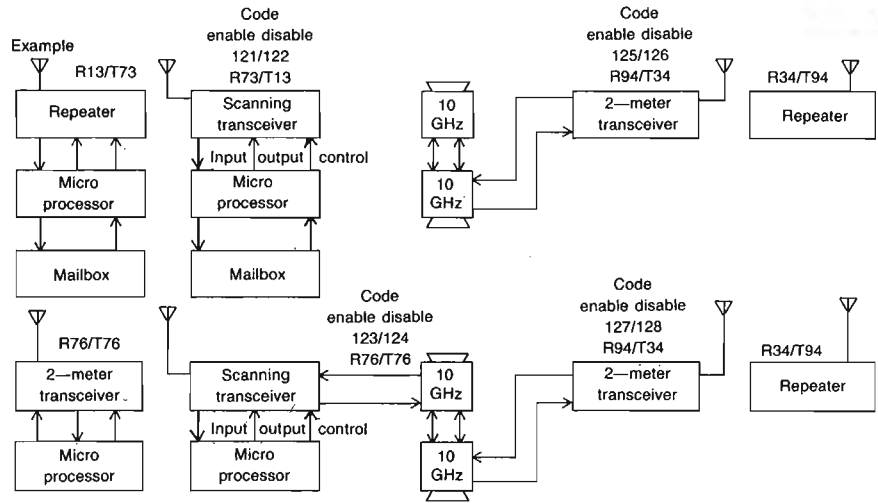 Example
R13/T73
Repeater
Micro
processor
Mailbox
Code
enable disable
121/122
R73/T13
Scanning
transceiver
Input output control
Micro
processor
Mailbox
10
GHz
10
GHz
Code
enable disable
125/126
R94/T34
2—meter
transceiver
R34/T94
Repeater
R76/T76
2—meter
transceiver
Micro
processor
Scanning
transceiver
Input output control
Micro
processor
Code
enable disable
123/124
R76/T76
10
GHz
10
GHz
Code
enable disable
127/128
R94/T34
2—meter
transceiver
R34/T94
Repeater